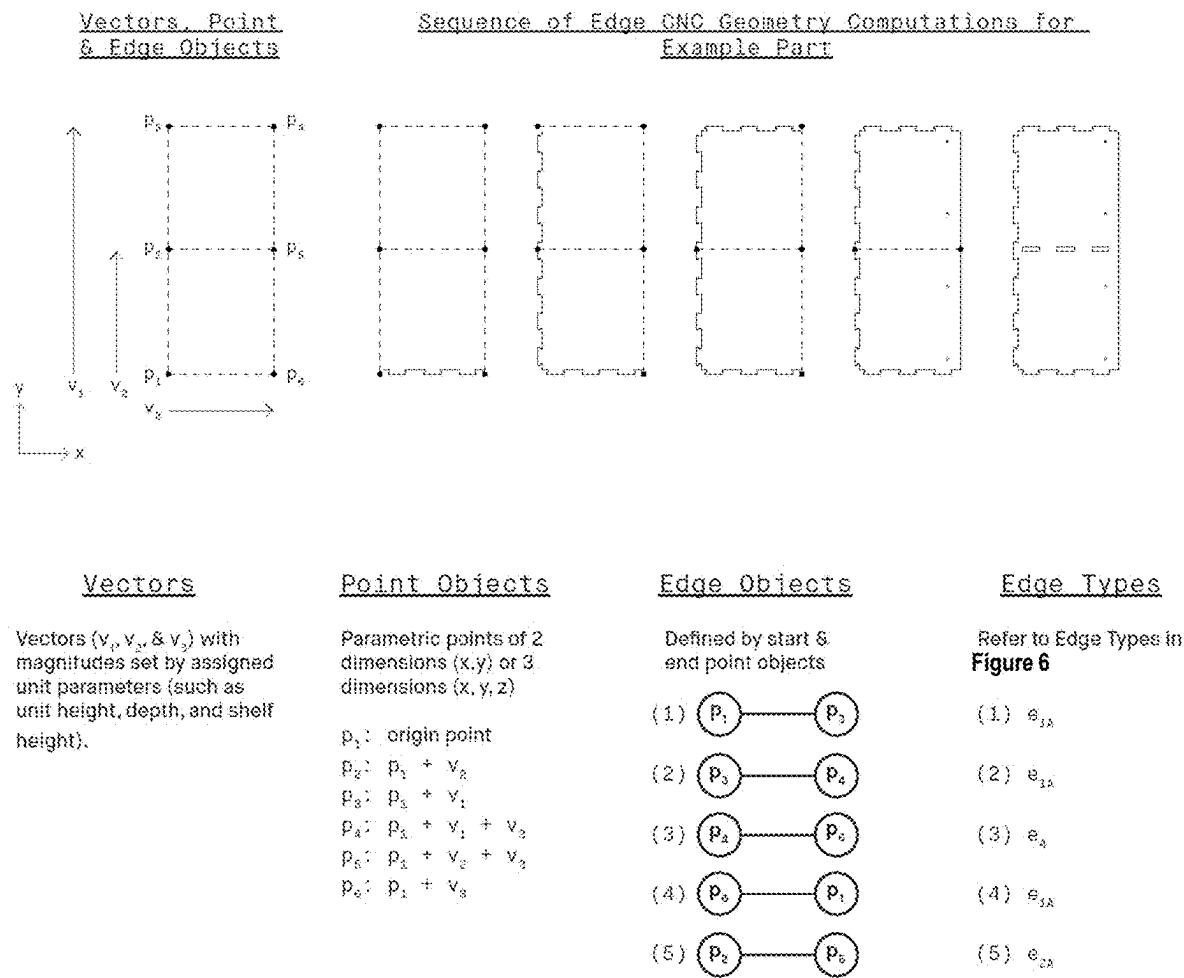 Vectors, Point
& Edge Objects
Sequence of Edge CNC Geometry Computations for
Example Part
p₁
y
v₁
v₂
x
Vectors
Vectors (v₁, v₂, & v₃) with
magnitudes set by assigned
unit parameters (such as
unit height, depth, and shelf
height).
Point Objects
Parametric points of 2
dimensions (x,y) or 3
dimensions (x, y, z)
p₁: origin point
p₂: p₁ + v₂
p₃: p₁ + v₁
p₄: p₁ + v₁ + v₃
p₅: p₁ + v₂ + v₃
p₆: p₁ + v₃
Edge Objects
Defined by start &
end point objects
(1) p₁ p₃
(2) p₃ p₄
(3) p₄ p₆
(4) p₆ p₁
(5) p₂ p₅
Edge Types
Refer to Edge Types in
Figure 6
(1)
(2)
(3) e₄
(4)
(5) e₂ₐ